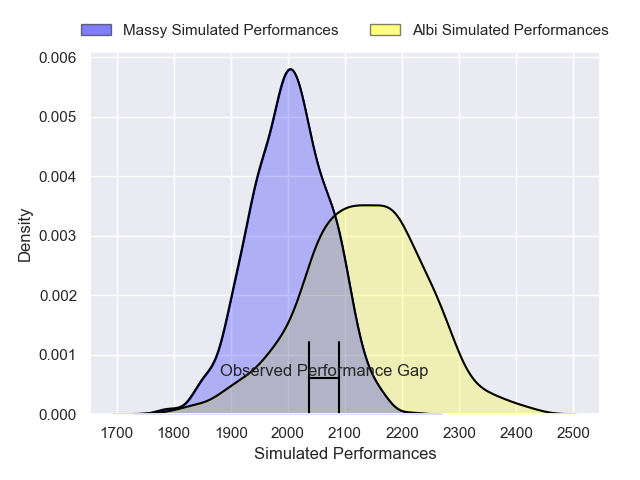 Massy Simulated Performances Albi Simulated Performances
0.006
0.005
0.004
0.003
0.002
0.001
0.000
Density
Observed Performance Gap
1700 1800 1900 2000 2100 2200 2300 2400 2500
Simulated Performances